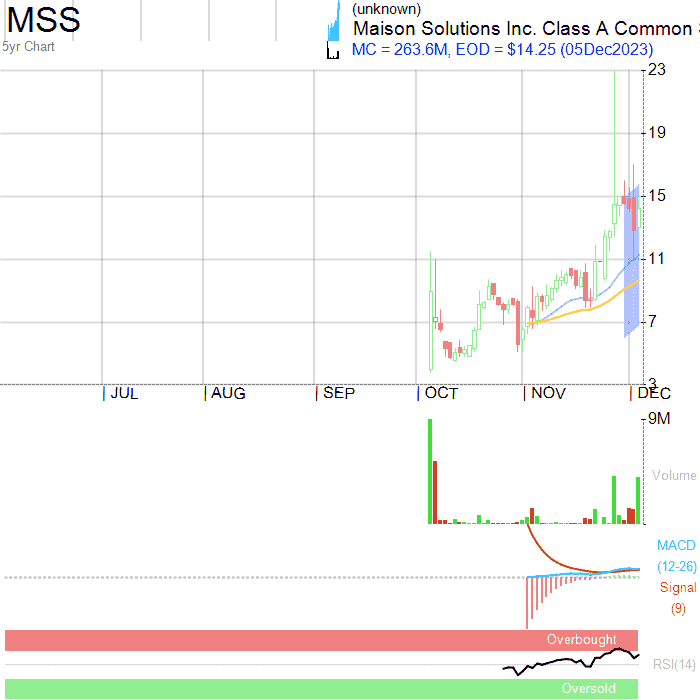 MSS
(unknown)
Maison Solutions Inc. Class A Common
5yr Chart
MC = 263.6M, EOD = $14.25 (05Dec2023)
23
19
15
11
7
3
JUL AUG SEP OCT NOV DEC
9M
Volume
MACD
(12-26)
Signal
(9)
Overbought
RSI(14)
Oversold